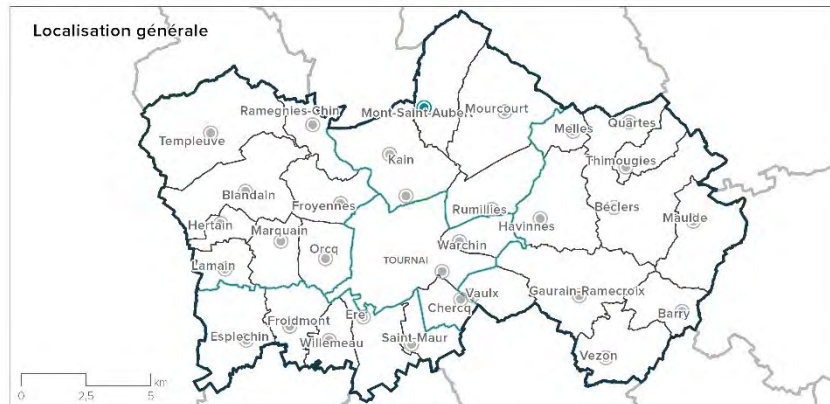 Localisation générale
Ramegnies-Chin
Mont-Saint-Aubert
Mourcourt
Templeuve
Melles
Quartes
Kain
Thimougies
Blandain
Froyennes
Rumillies
Béclers
Hertain
Marquain
Havinnes
Maulde
Orcq
Warchin
Lamain
TOURNAI
Vaulx
Gaurain-Ramecroix
Chercq
Barry
Froidmont
Ere
Esplechin
Willemeau
Saint-Maur
Vezon
km
0 2,5 5